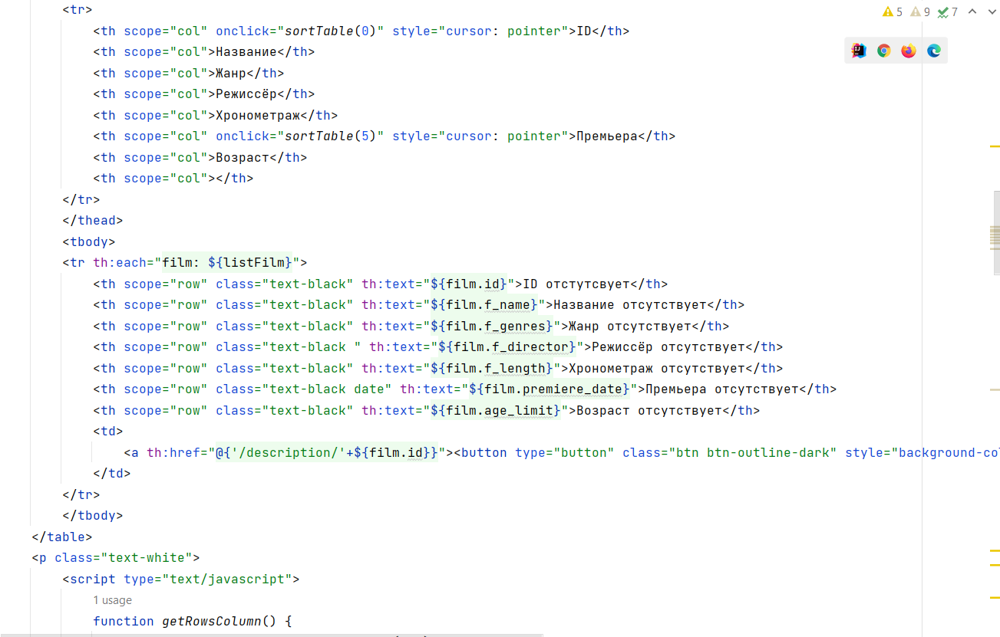 5 9 7
<tr>
<th scope="col" onclick="sortTable(0)" style="cursor: pointer">ID</th>
<th scope="col">Название</th>
<th scope="col">Жанр</th>
<th scope="col">Режиссёр</th>
<th scope="col">Хронометраж</th>
<th scope="col" onclick="sortTable(5)" style="cursor: pointer">Премьера</th>
<th scope="col">Возраст</th>
<th scope="col"></th>
</tr>
</thead>
<tbody>
<tr th:each="film: ${listFilm}">
<th scope="row" class="text-black" th:text="${film.id}">ID отстутсвует</th>
<th scope="row" class="text-black" th:text="${film.f_name}">Название отсутствует</th>
<th scope="row" class="text-black" th:text="${film.f_genres}">Жанр отсутствует</th>
<th scope="row" class="text-black " th:text="${film.f_director}">Режиссёр отсутствует</th>
<th scope="row" class="text-black" th:text="${film.f_length}">Хронометраж отсутствует</th>
<th scope="row" class="text-black date" th:text="${film.premiere_date}">Премьера отсутствует</th>
<th scope="row" class="text-black" th:text="${film.age_limit}">Возраст отсутствует</th>
<td>
<a th:href="@{'/description/'+${film.id}}"><button type="button" class="btn btn-outline-dark" style="background-co
</td>
</tr>
</tbody>
</table>
<p class="text-white">
<script type="text/javascript">
1 usage
function getRowsColumn() {